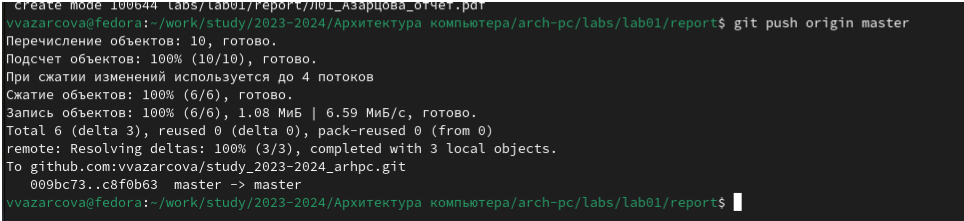 create mode 100644 labs/lab01/report/Л01_Азарцова_отчет.pdf
vvazarcova@fedora:~/work/study/2023-2024/Архитектура компьютера/arch-pc/labs/lab01/report$ git push origin master
Перечисление объектов: 10, готово.
Подсчет объектов: 100% (10/10), готово.
При сжатии изменений используется до 4 потоков
Сжатие объектов: 100% (6/6), готово.
Запись объектов: 100% (6/6), 1.08 МиБ | 6.59 МиБ/с, готово.
Total 6 (delta 3), reused 0 (delta 0), pack-reused 0 (from 0)
remote: Resolving deltas: 100% (3/3), completed with 3 local objects.
To github.com:vvazarcova/study_2023-2024_arhpc.git
   009bc73..c8f0b63  master -> master
vvazarcova@fedora:~/work/study/2023-2024/Архитектура компьютера/arch-pc/labs/lab01/report$